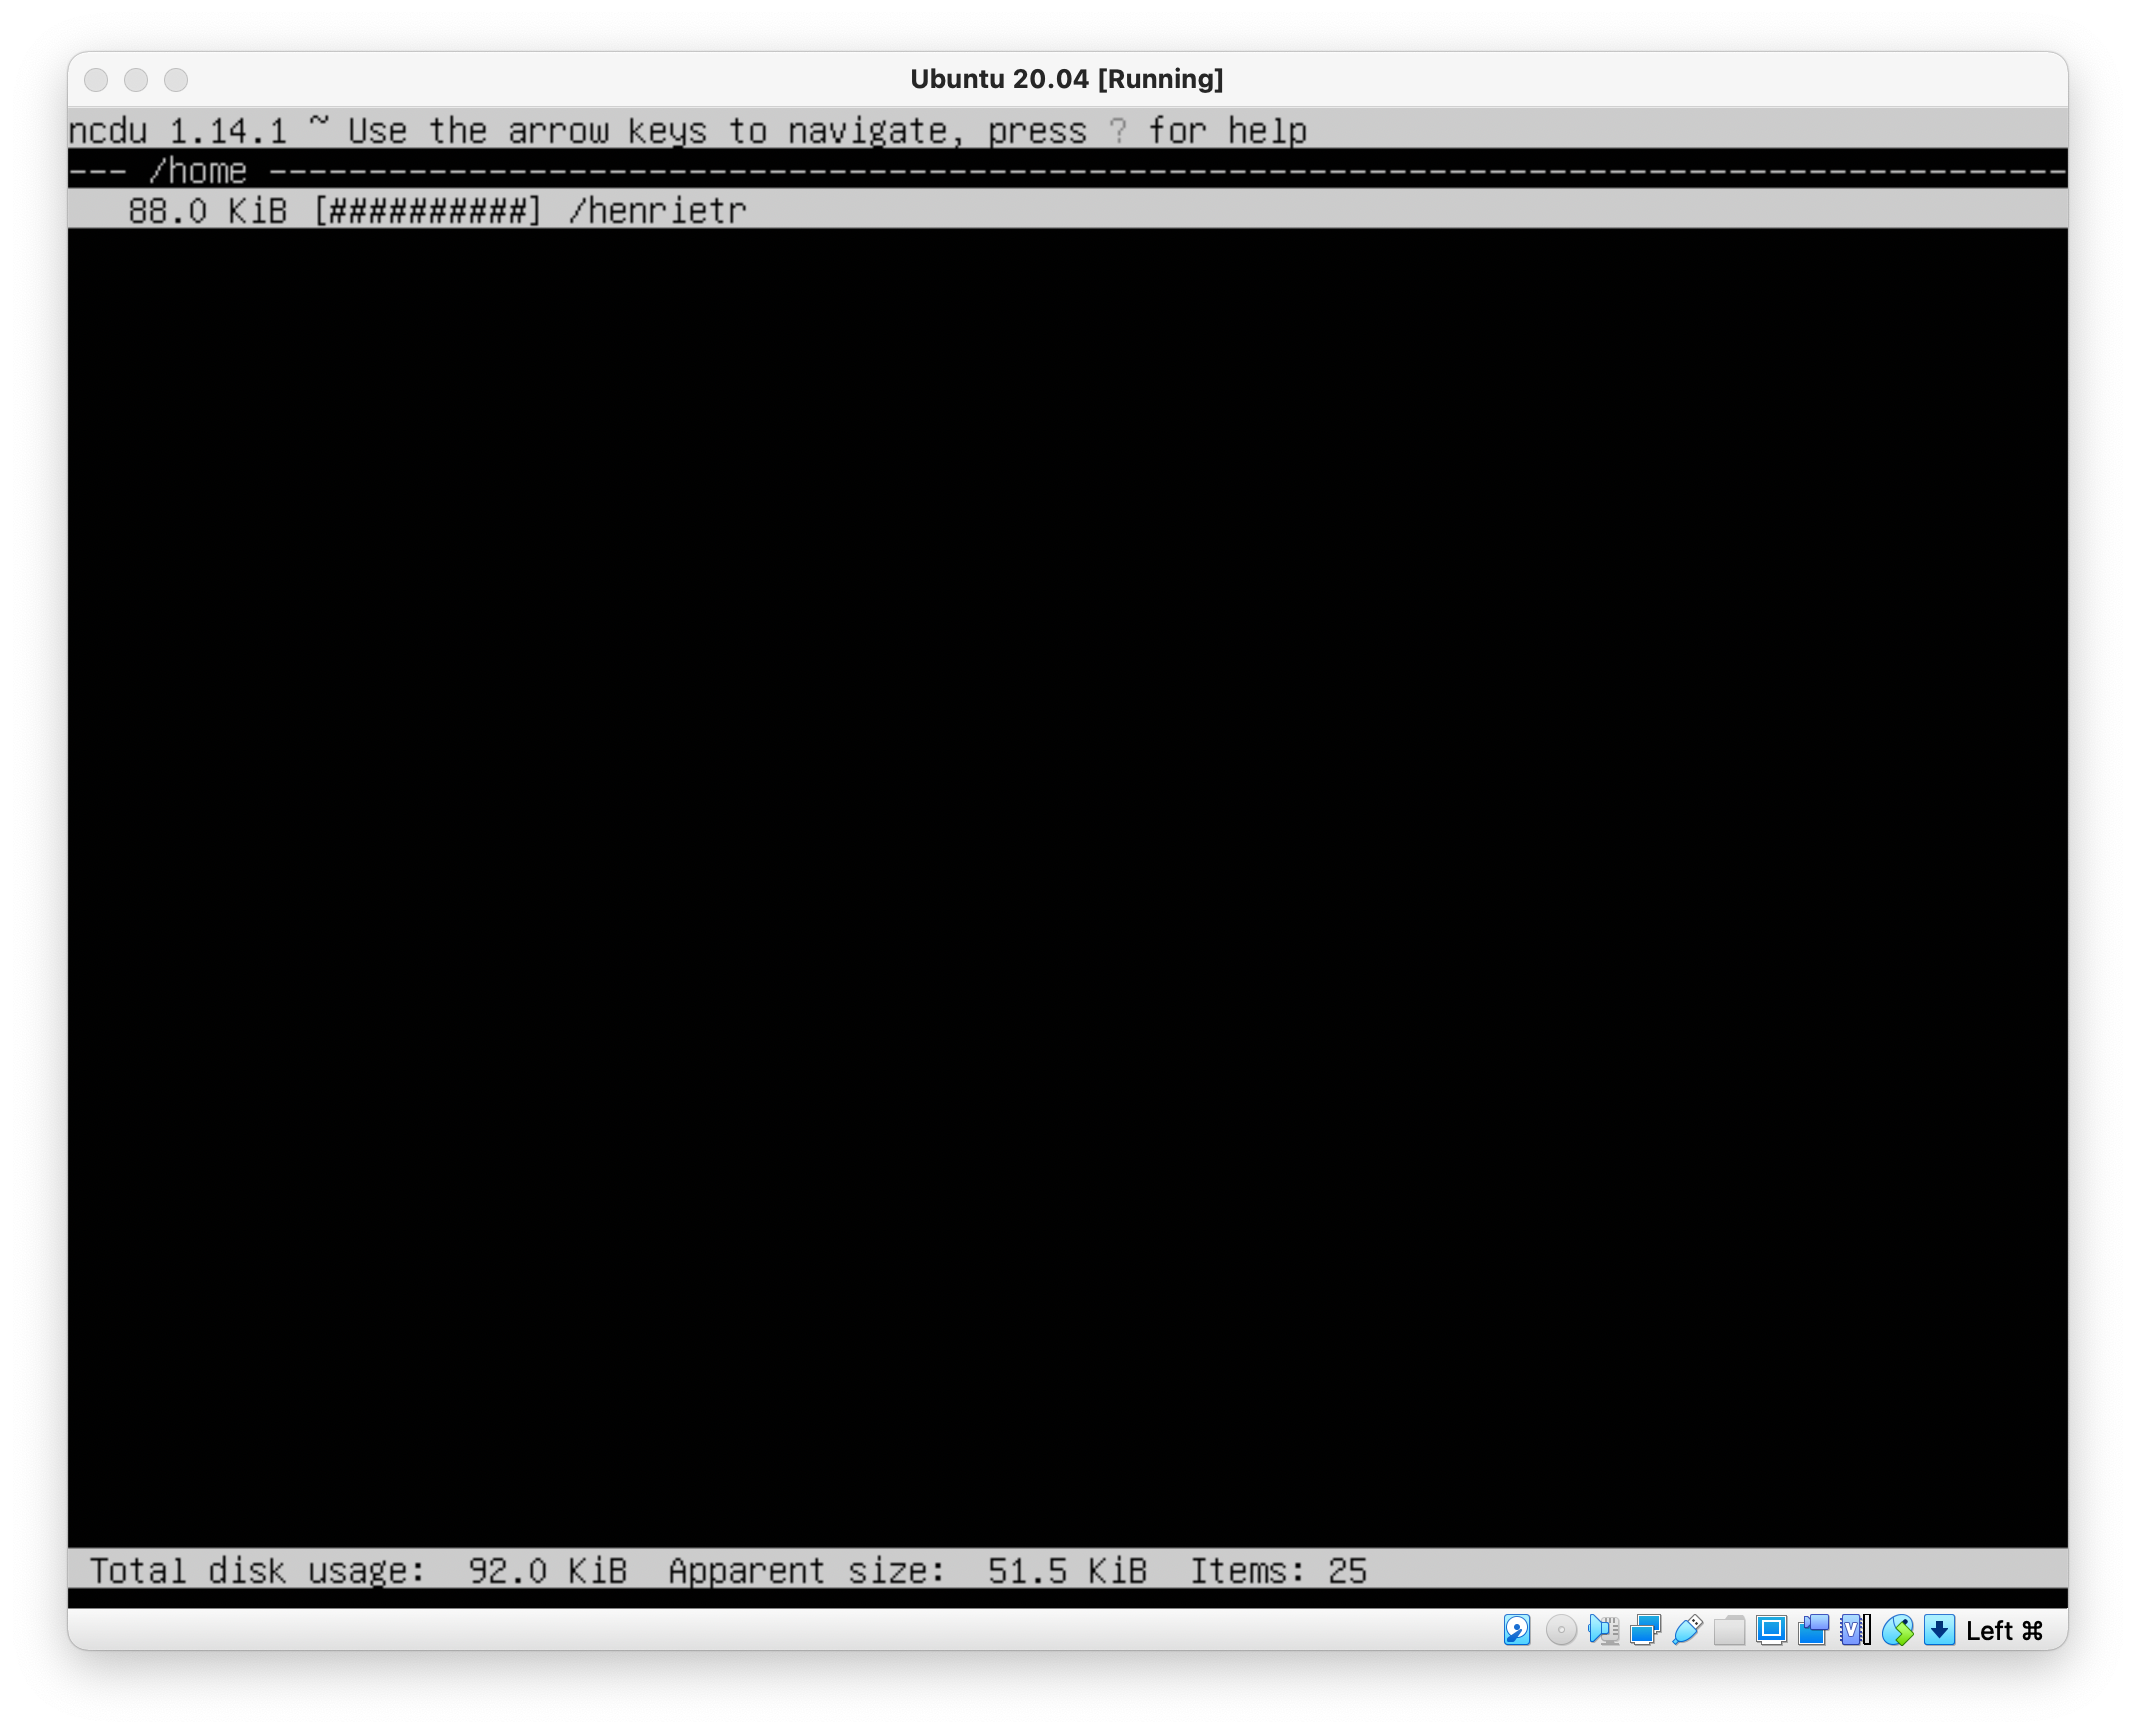 Ubuntu 20.04 [Running]
ncdu 1.14.1 ~ Use the arrow keys to navigate, press ? for help
--- /home ----------------------------------------------------------------------------------------
88.0 KiB [##########] /henrietr
Total disk usage: 92.0 KiB Apparent size: 51.5 KiB Items: 25
Left ⌘